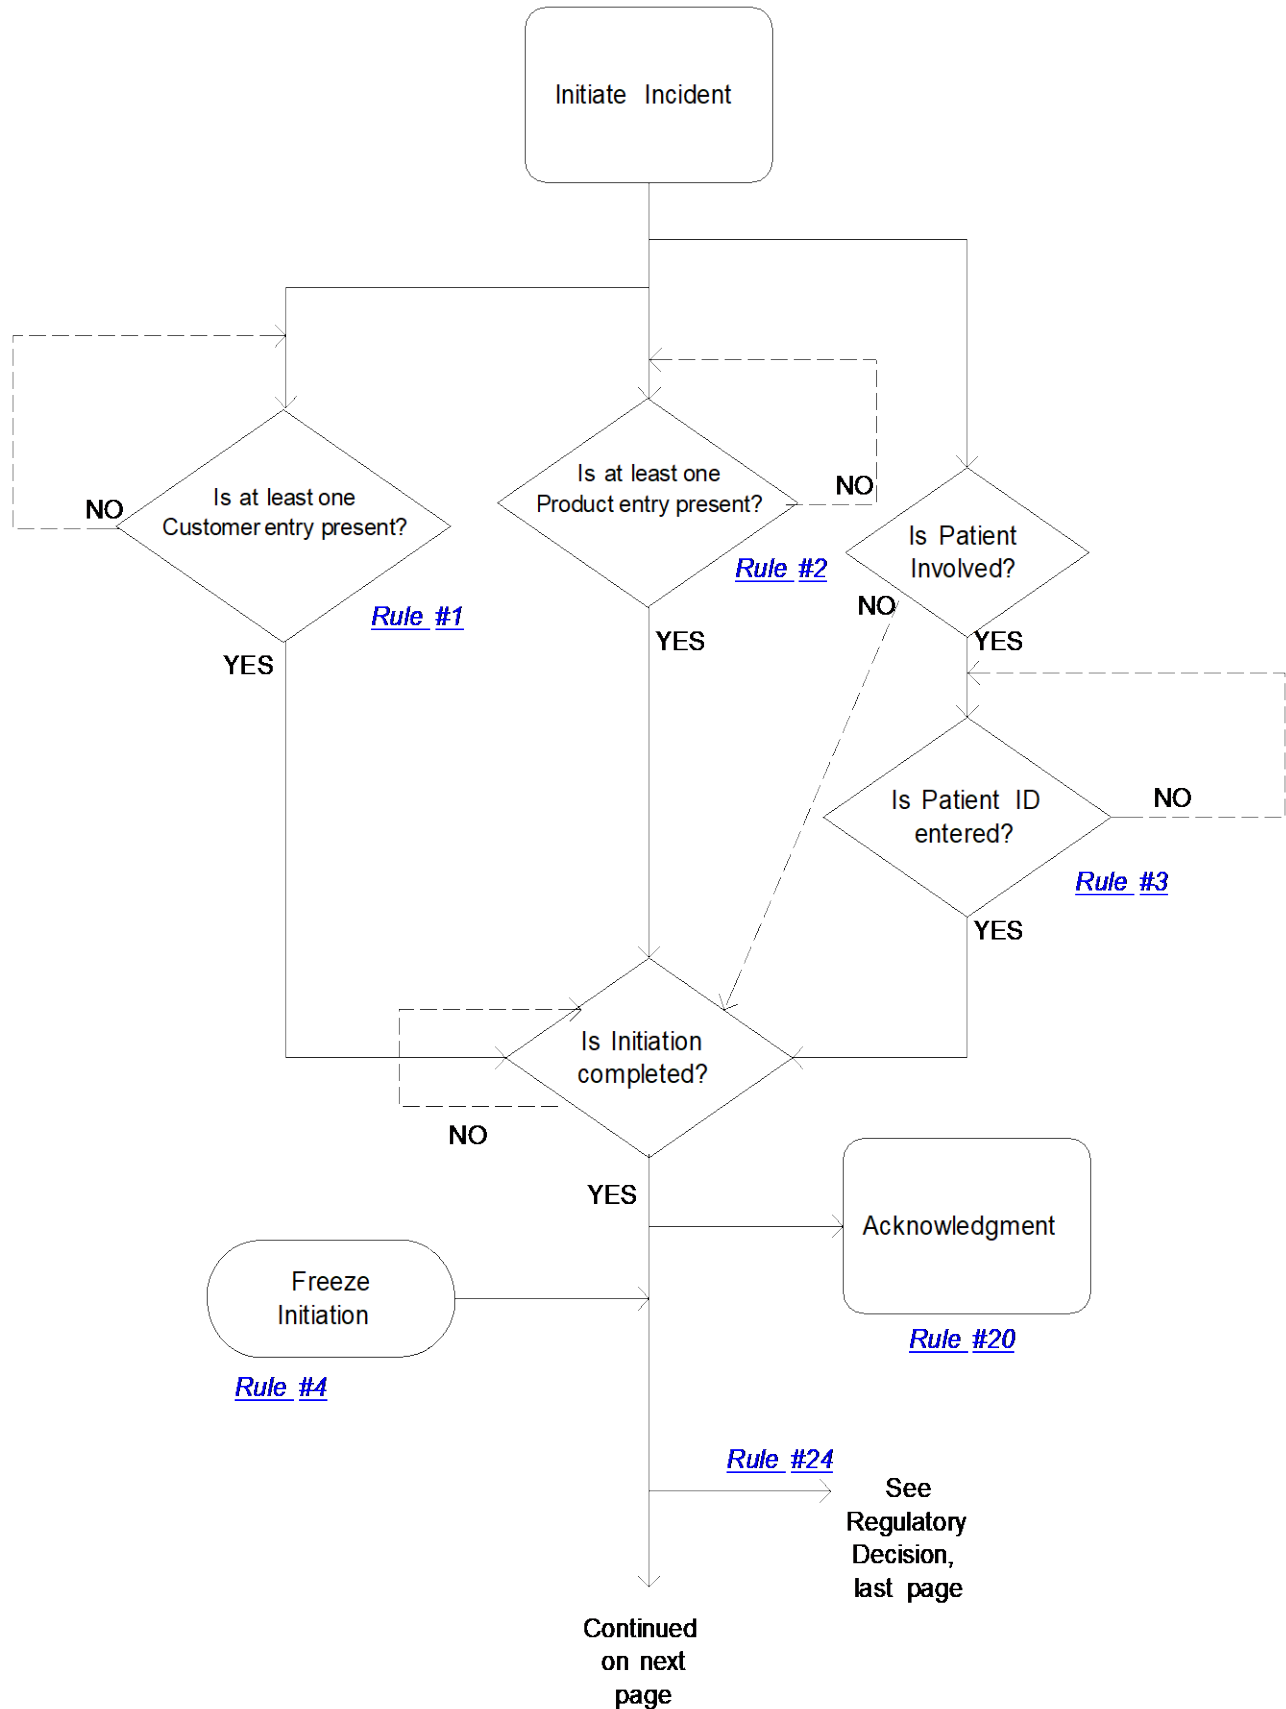 Initiate Incident
Is at least one
Customer entry present?
NO
Rule #1
YES
Is at least one
Product entry present?
NO
Rule #2
YES
Is Patient
Involved?
NO
YES
Is Patient ID
entered?
NO
Rule #3
YES
Is Initiation
completed?
NO
YES
Acknowledgment
Rule #20
Freeze
Initiation
Rule #4
Rule #24
See
Regulatory
Decision,
last page
Continued
on next
page